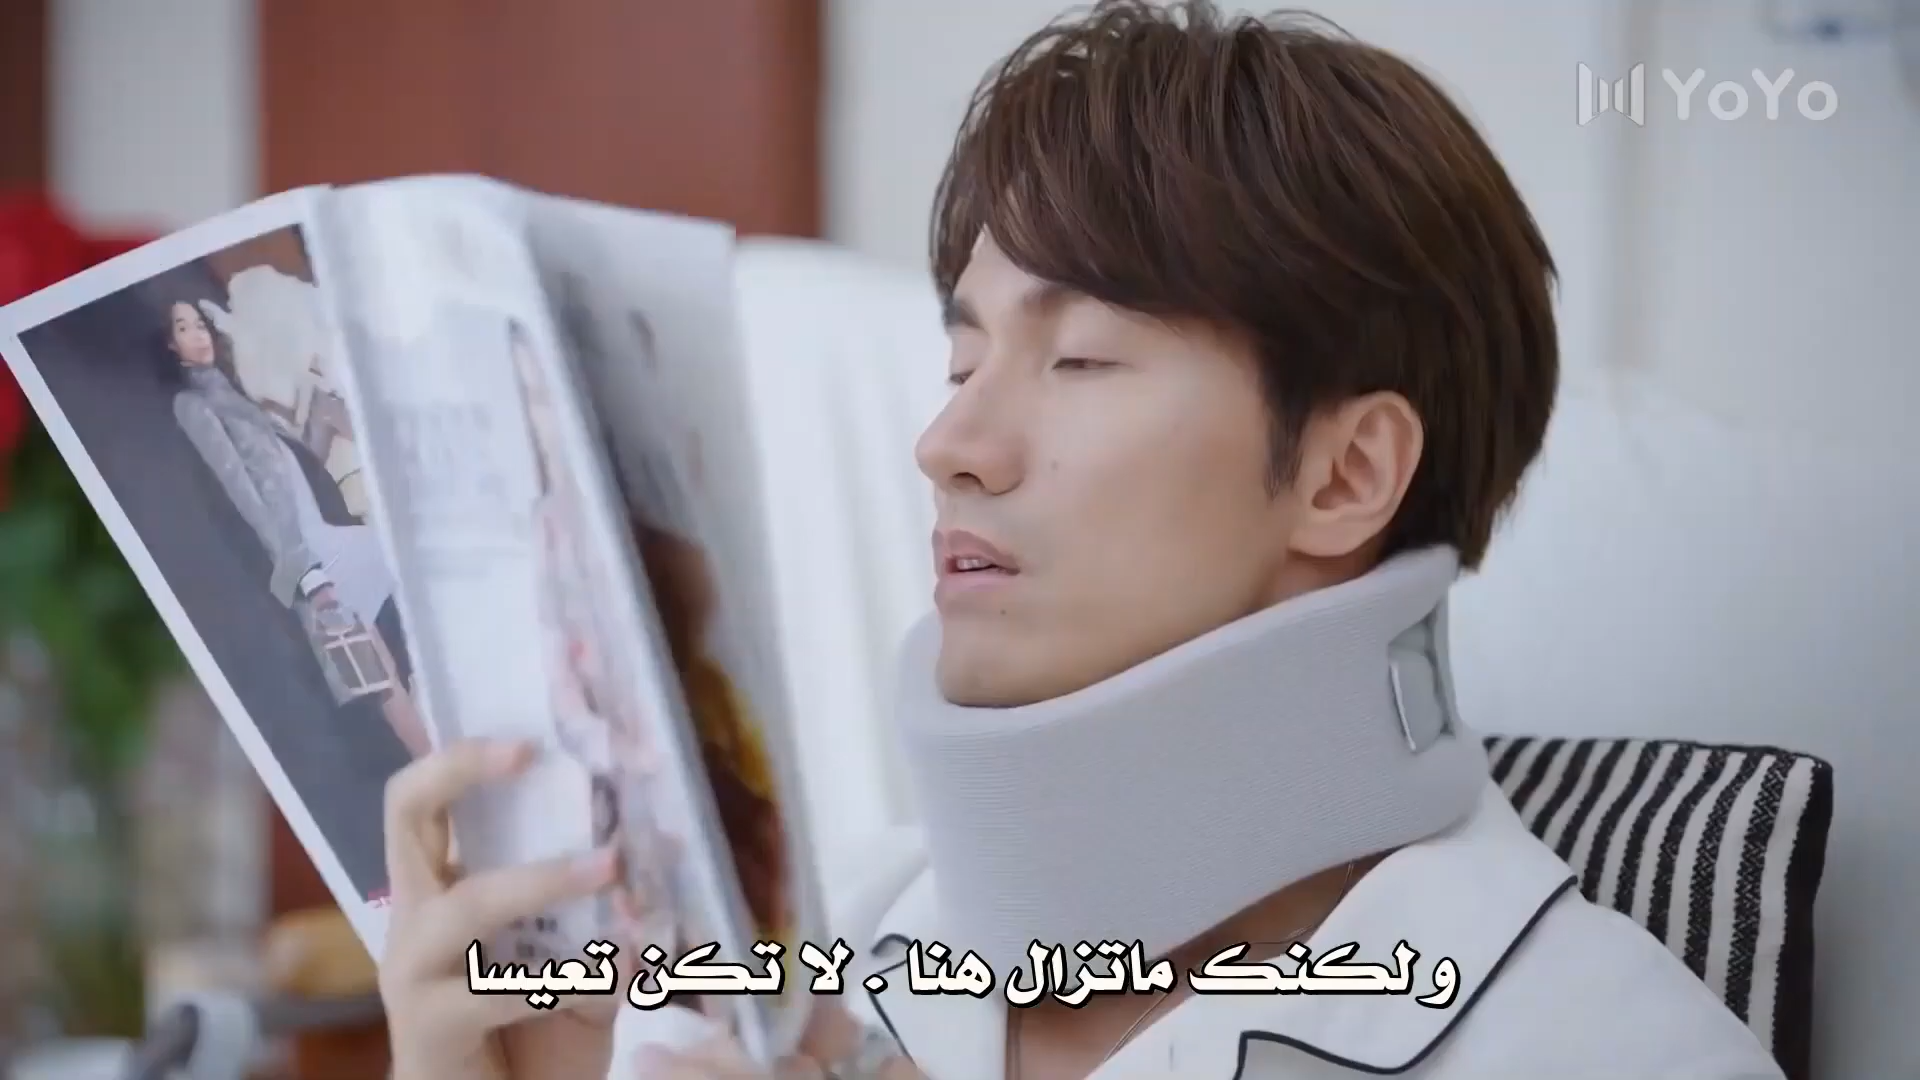 YoYo
ولكنك ماتزال هنا . لا تكن تعيسا